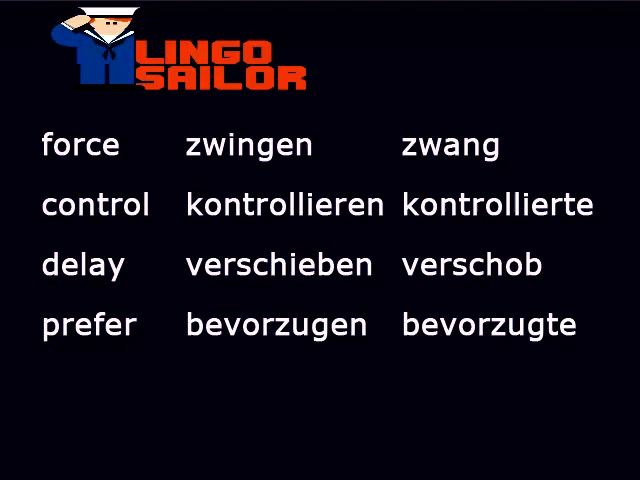 LINGO
SAILOR
force zwingen zwang
control kontrollieren kontrollierte
delay verschieben verschob
prefer bevorzugen bevorzugte